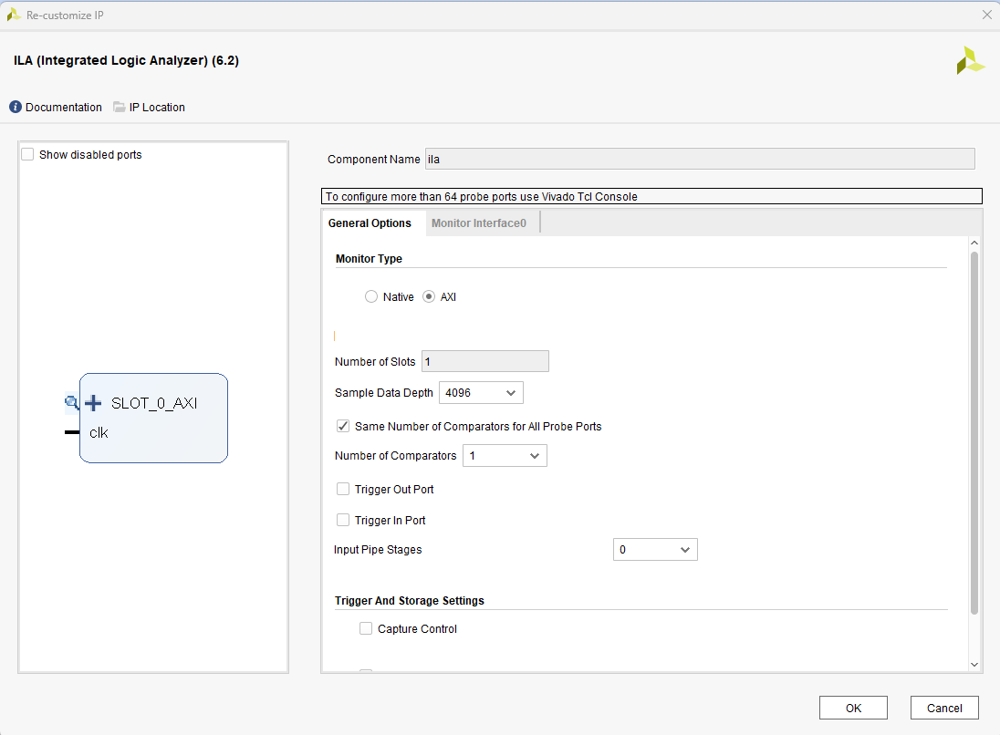 Re-customize IP
ILA (Integrated Logic Analyzer) (6.2)
Documentation IP Location
Show disabled ports
SLOT_0_AXI
clk
Component Name ila
To configure more than 64 probe ports use Vivado Tcl Console
General Options Monitor Interface0
Monitor Type
Native AXI
Number of Slots 1
Sample Data Depth 4096
Same Number of Comparators for All Probe Ports
Number of Comparators 1
Trigger Out Port
Trigger In Port
Input Pipe Stages 0
Trigger And Storage Settings
Capture Control
OK Cancel